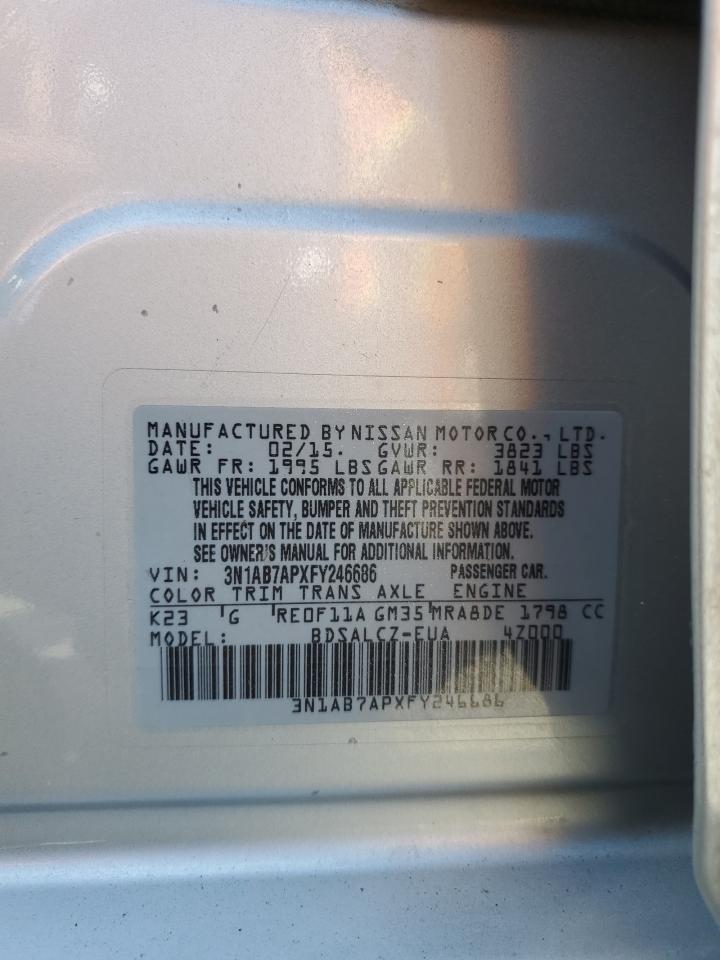 MANUFACTURED BY NISSAN MOTOR CO., LTD.
DATE: 02/15. GVWR: 3823 LBS
GAWR FR: 1995 LBS GAWR RR: 1841 LBS
THIS VEHICLE CONFORMS TO ALL APPLICABLE FEDERAL MOTOR
VEHICLE SAFETY, BUMPER AND THEFT PREVENTION STANDARDS
IN EFFECT ON THE DATE OF MANUFACTURE SHOWN ABOVE.
SEE OWNER'S MANUAL FOR ADDITIONAL INFORMATION.
VIN: 3N1AB7APXFY246686 PASSENGER CAR.
COLOR TRIM TRANS AXLE ENGINE
K23 G RE0F11A GM35 MRA8DE 1798 CC
MODEL: BDSALCZ-EUA 4Z000
3N1AB7APXFY246686